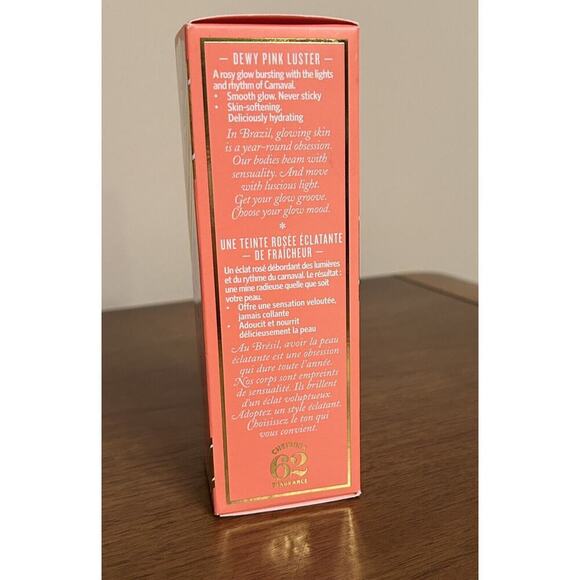 — DEWY PINK LUSTER —
A rosy glow bursting with the lights
and rhythm of Carnaval.
• Smooth glow. Never sticky
• Skin-softening.
Deliciously hydrating
In Brazil, glowing skin
is a year-round obsession.
Our bodies beam with
sensuality. And move
with luscious light.
Get your glow groove.
Choose your glow mood.
*
UNE TEINTE ROSÉE ÉCLATANTE
— DE FRAÎCHEUR —
Un éclat rosé débordant des lumières
et du rythme du carnaval. Le résultat :
une mine radieuse quelle que soit
votre peau.
• Offre une sensation veloutée,
jamais collante
• Adoucit et nourrit
délicieusement la peau
Au Brésil, avoir la peau
éclatante est une obsession
qui dure toute l'année.
Nos corps sont empreints
de sensualité. Ils brillent
d'un éclat voluptueux.
Adoptez un style éclatant.
Choisissez le ton qui
vous convient.
CHEIROSA
62
FRAGRANCE